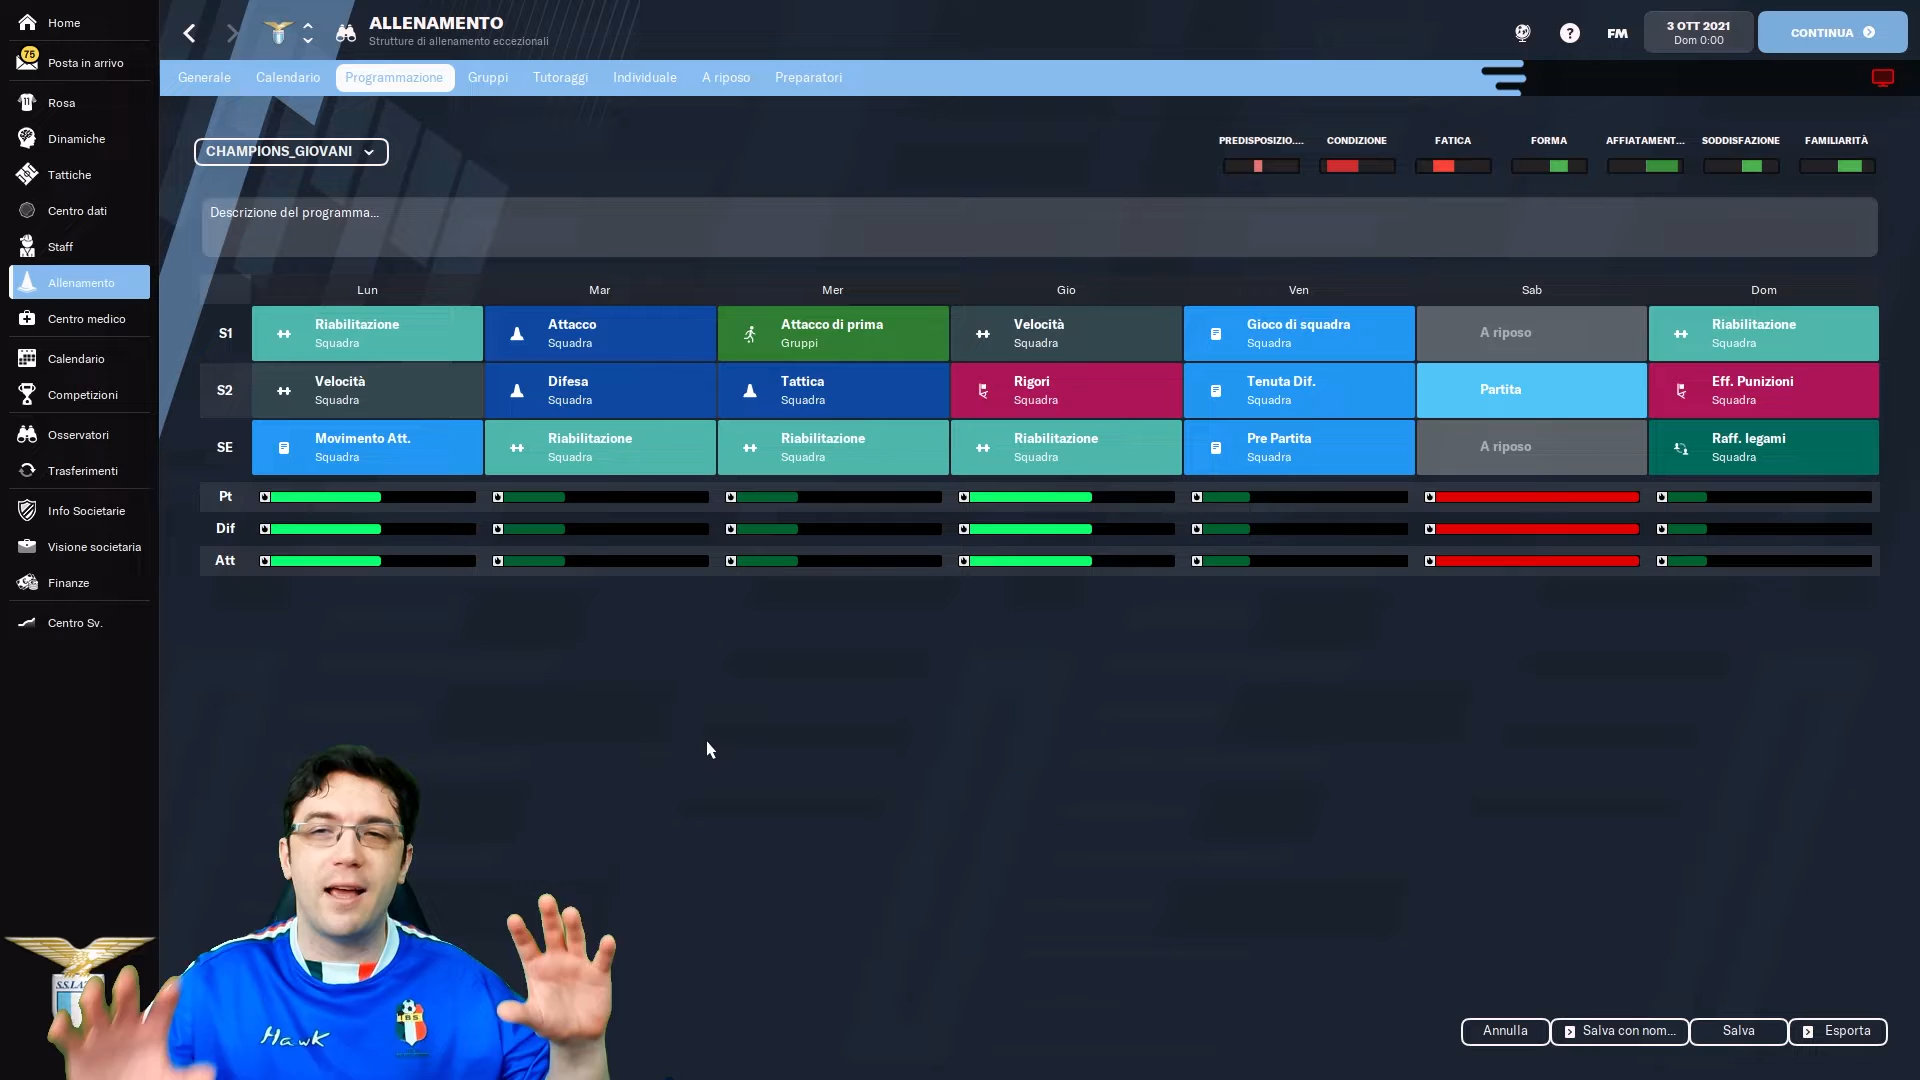 Home
75
Posta in arrivo
Rosa
Dinamiche
Tattiche
Centro dati
Staff
Allenamento
Centro medico
Calendario
Competizioni
Osservatori
Trasferimenti
Info Societarie
Visione societaria
Finanze
Centro Sv.
ALLENAMENTO
Strutture di allenamento eccezionali
?
FM
3 OTT 2021
Dom 0:00
CONTINUA
Generale Calendario Programmazione Gruppi Tutoraggi Individuale A riposo Preparatori
CHAMPIONS_GIOVANI
PREDISPOSIZIO.... CONDIZIONE FATICA FORMA AFFIATAMENT... SODDISFAZIONE FAMILIARITÀ
Descrizione del programma...
Lun Mar Mer Gio Ven Sab Dom
S1 Riabilitazione Attacco Attacco di prima Velocità Gioco di squadra A riposo Riabilitazione
Squadra Squadra Gruppi Squadra Squadra Squadra
S2 Velocità Difesa Tattica Rigori Tenuta Dif. Partita Eff. Punizioni
Squadra Squadra Squadra Squadra Squadra Squadra
SE Movimento Att. Riabilitazione Riabilitazione Riabilitazione Pre Partita A riposo Raff. legami
Squadra Squadra Squadra Squadra Squadra Squadra
Pt
Dif
Att
S.S.LA
Hawk
IBS
Annulla Salva con nom... Salva Esporta